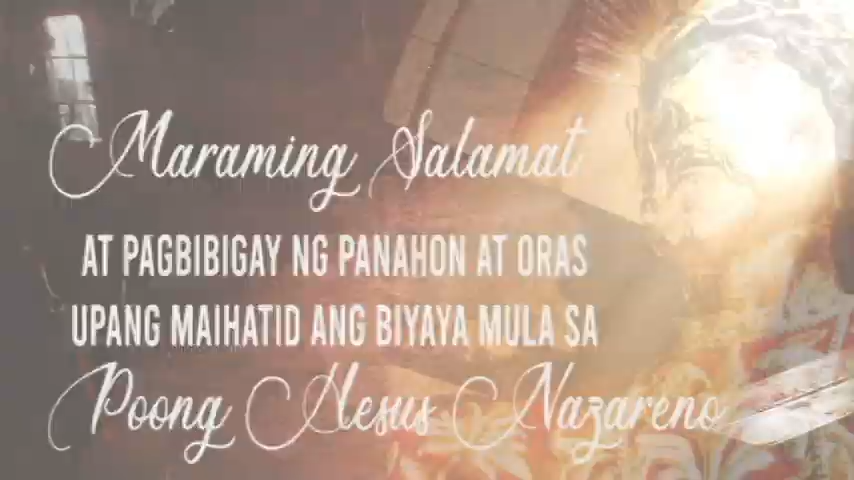 Maraming Salamat
AT PAGBIBIGAY NG PANAHON AT ORAS
UPANG MAIHATID ANG BIYAYA MULA SA
Poong Hesus Nazareno